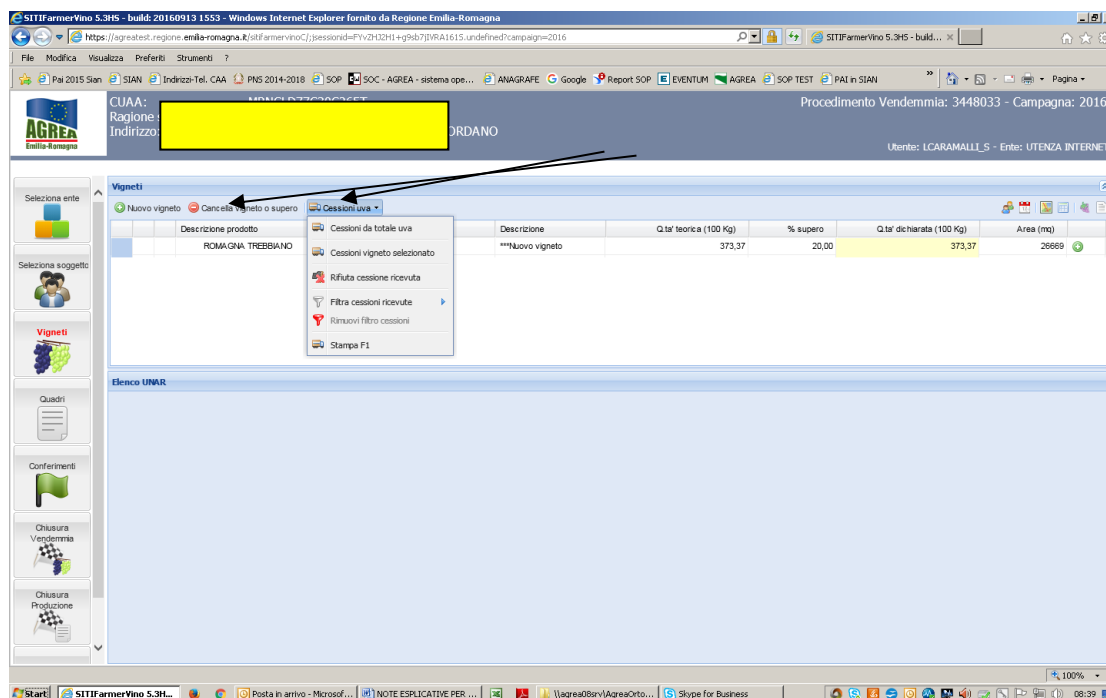 SITIFarmerVino 5.3HS - build: 20160913 1553 - Windows Internet Explorer fornito da Regione Emilia-Romagna
https://agreatest.regione.emilia-romagna.it/sitifarmervinoC/;jsessionid=FYvZHJ2H1+g9sb7jIVRA161S.undefined?campaign=2016
SITIFarmerVino 5.3HS - build...
File Modifica Visualizza Preferiti Strumenti ?
Pai 2015 Sian SIAN Indirizzi-Tel. CAA PNS 2014-2018 SOP SOC - AGREA - sistema ope... ANAGRAFE Google Report SOP EVENTUM AGREA SOP TEST PAI in SIAN » Pagina
AGREA
Emilia-Romagna
CUAA:
Ragione
Indirizzo:
ORDANO
Procedimento Vendemmia: 3448033 - Campagna: 2016
Utente: LCARAMALLI_S - Ente: UTENZA INTERNET
Seleziona ente
Seleziona soggetto
Vigneti
Quadri
Conferimenti
Chiusura Vendemmia
Chiusura Produzione
Vigneti
Nuovo vigneto Cancella vigneto o supero Cessioni uva
Descrizione prodotto Descrizione Q.ta' teorica (100 Kg) % supero Q.ta' dichiarata (100 Kg) Area (mq)
ROMAGNA TREBBIANO ***Nuovo vigneto 373,37 20,00 373,37 26669
Cessioni da totale uva
Cessioni vigneto selezionato
Rifiuta cessione ricevuta
Filtra cessioni ricevute
Rimuovi filtro cessioni
Stampa F1
Elenco UNAR
100%
Start SITIFarmerVino 5.3H... Posta in arrivo - Microsof... NOTE ESPLICATIVE PER ... \\agrea08srv\AgreaOrto... Skype for Business 08:39